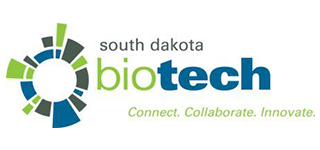 south dakota
biotech
Connect. Collaborate. Innovate.